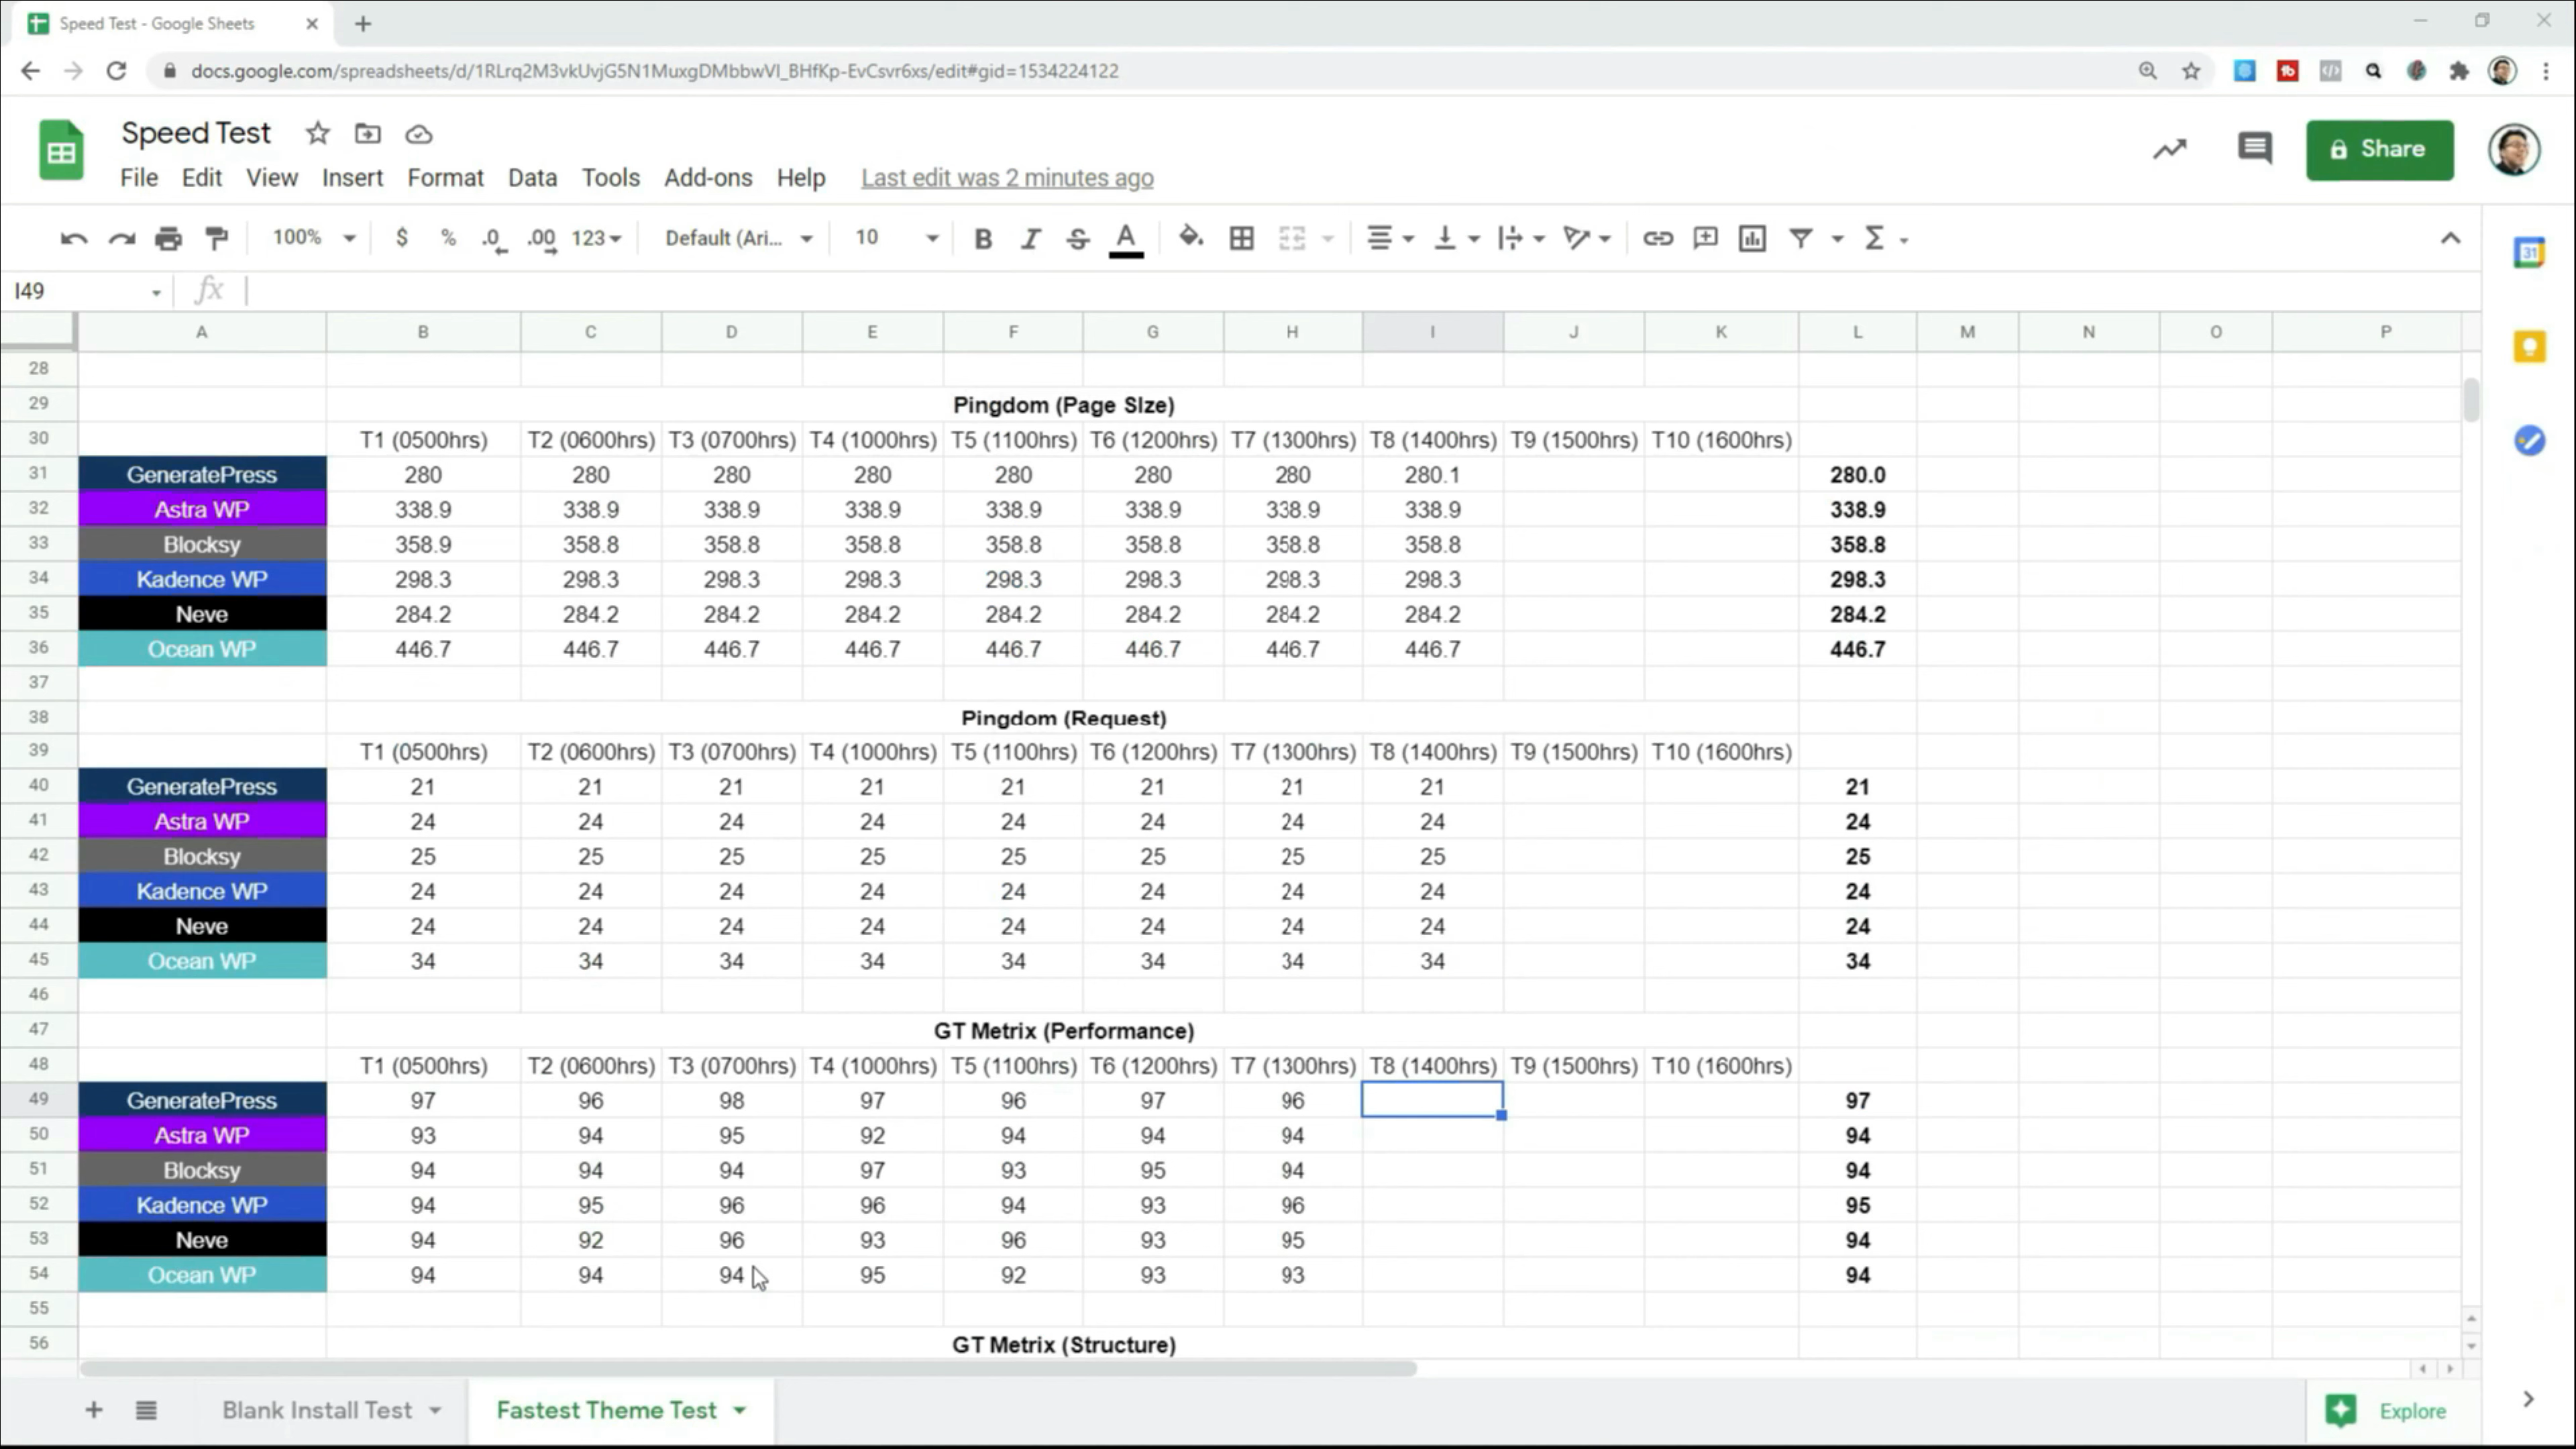 Speed Test - Google Sheets
docs.google.com/spreadsheets/d/1RLrq2M3vkUvjG5N1MuxgDMbbwVI_BHfKp-EvCsvr6xs/edit#gid=1534224122
Speed Test
Share
File Edit View Insert Format Data Tools Add-ons Help Last edit was 2 minutes ago
100% $ % .0 .00 123 Default (Ari... 10 B I S A Σ
31
I49 fx
A B C D E F G H I J K L M N O P
28
29 Pingdom (Page SIze)
30 T1 (0500hrs) T2 (0600hrs) T3 (0700hrs) T4 (1000hrs) T5 (1100hrs) T6 (1200hrs) T7 (1300hrs) T8 (1400hrs) T9 (1500hrs) T10 (1600hrs)
31 GeneratePress 280 280 280 280 280 280 280 280.1 280.0
32 Astra WP 338.9 338.9 338.9 338.9 338.9 338.9 338.9 338.9 338.9
33 Blocksy 358.9 358.8 358.8 358.8 358.8 358.8 358.8 358.8 358.8
34 Kadence WP 298.3 298.3 298.3 298.3 298.3 298.3 298.3 298.3 298.3
35 Neve 284.2 284.2 284.2 284.2 284.2 284.2 284.2 284.2 284.2
36 Ocean WP 446.7 446.7 446.7 446.7 446.7 446.7 446.7 446.7 446.7
37
38 Pingdom (Request)
39 T1 (0500hrs) T2 (0600hrs) T3 (0700hrs) T4 (1000hrs) T5 (1100hrs) T6 (1200hrs) T7 (1300hrs) T8 (1400hrs) T9 (1500hrs) T10 (1600hrs)
40 GeneratePress 21 21 21 21 21 21 21 21 21
41 Astra WP 24 24 24 24 24 24 24 24 24
42 Blocksy 25 25 25 25 25 25 25 25 25
43 Kadence WP 24 24 24 24 24 24 24 24 24
44 Neve 24 24 24 24 24 24 24 24 24
45 Ocean WP 34 34 34 34 34 34 34 34 34
46
47 GT Metrix (Performance)
48 T1 (0500hrs) T2 (0600hrs) T3 (0700hrs) T4 (1000hrs) T5 (1100hrs) T6 (1200hrs) T7 (1300hrs) T8 (1400hrs) T9 (1500hrs) T10 (1600hrs)
49 GeneratePress 97 96 98 97 96 97 96 97
50 Astra WP 93 94 95 92 94 94 94 94
51 Blocksy 94 94 94 97 93 95 94 94
52 Kadence WP 94 95 96 96 94 93 96 95
53 Neve 94 92 96 93 96 93 95 94
54 Ocean WP 94 94 94 95 92 93 93 94
55
56 GT Metrix (Structure)
Blank Install Test Fastest Theme Test Explore